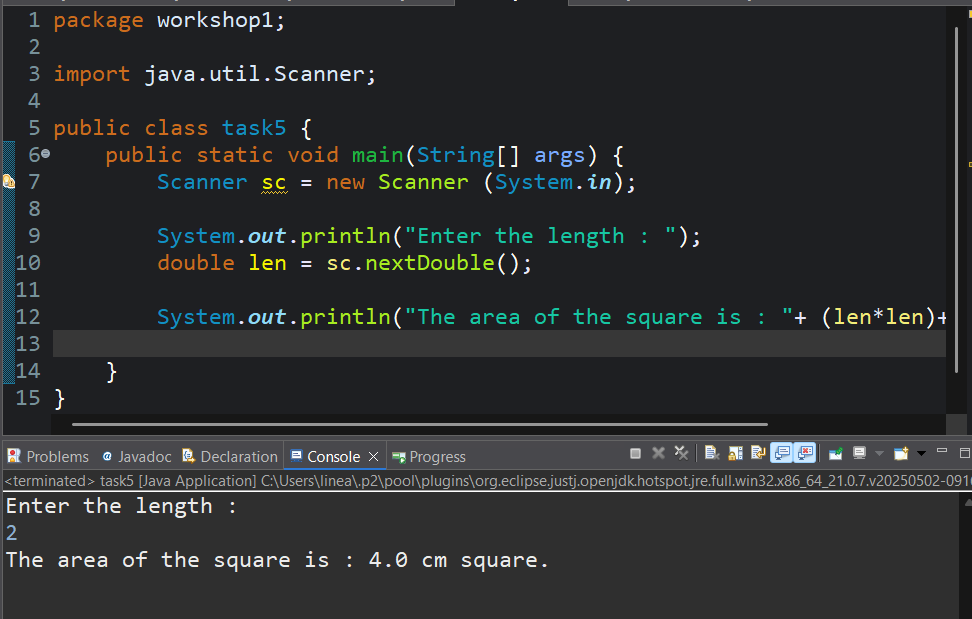 1 package workshop1;
2
3 import java.util.Scanner;
4
5 public class task5 {
6 public static void main(String[] args) {
7 Scanner sc = new Scanner (System.in);
8
9 System.out.println("Enter the length : ");
10 double len = sc.nextDouble();
11
12 System.out.println("The area of the square is : "+ (len*len)+
13
14 }
15 }
Problems @ Javadoc Declaration Console Progress
<terminated> task5 [Java Application] C:\Users\linea\.p2\pool\plugins\org.eclipse.justj.openjdk.hotspot.jre.full.win32.x86_64_21.0.7.v20250502-0916
Enter the length :
2
The area of the square is : 4.0 cm square.